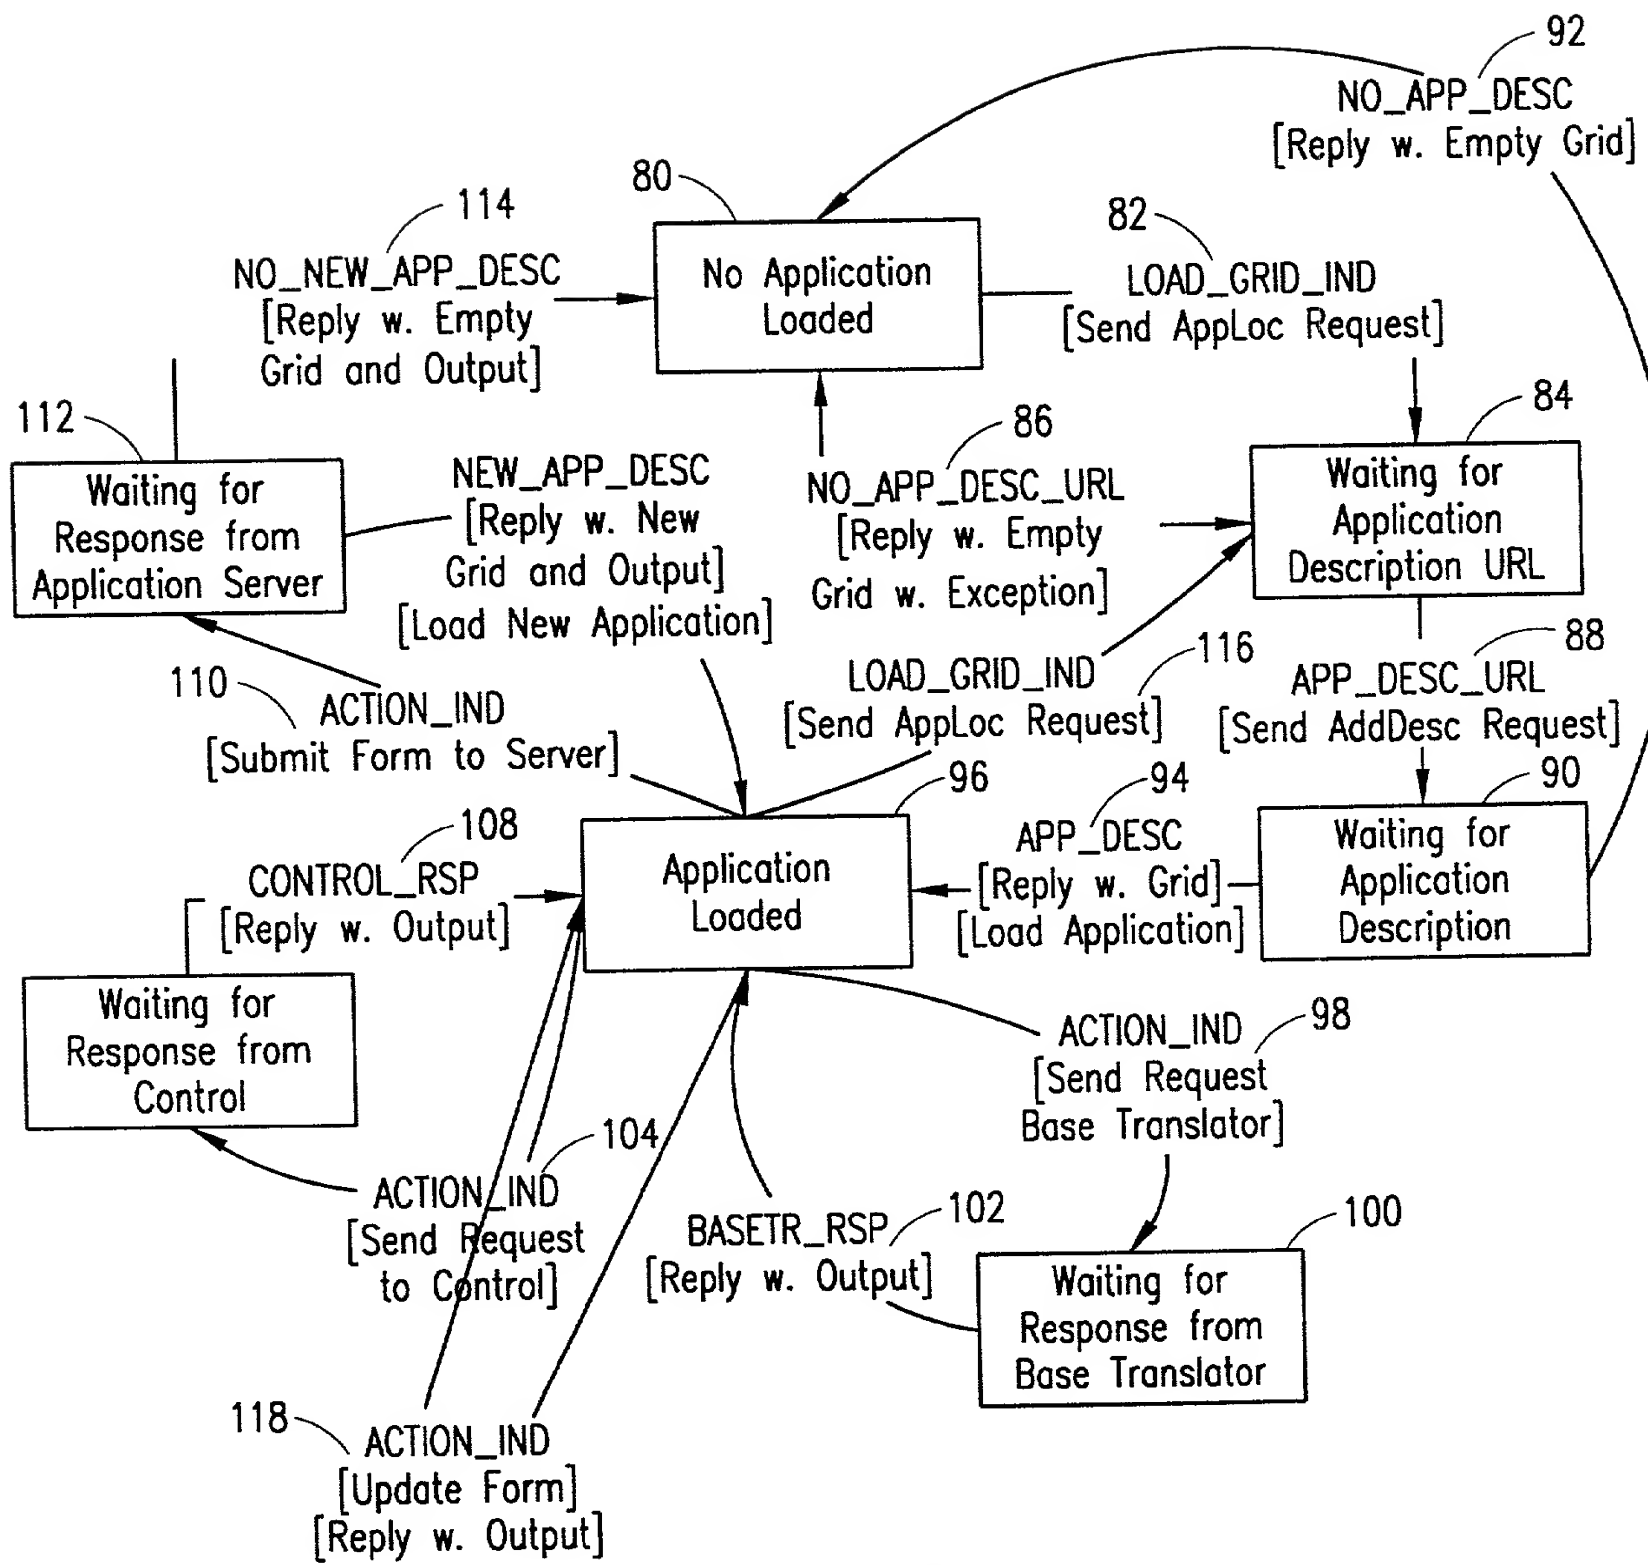 92
NO_APP_DESC
[Reply w. Empty Grid]
80
No Application
Loaded
114
NO_NEW_APP_DESC
[Reply w. Empty
Grid and Output]
82
LOAD_GRID_IND
[Send AppLoc Request]
112
Waiting for
Response from
Application Server
NEW_APP_DESC
[Reply w. New
Grid and Output]
[Load New Application]
86
NO_APP_DESC_URL
[Reply w. Empty
Grid w. Exception]
84
Waiting for
Application
Description URL
110
ACTION_IND
[Submit Form to Server]
LOAD_GRID_IND
116
[Send AppLoc Request]
88
APP_DESC_URL
[Send AddDesc Request]
108
CONTROL_RSP
[Reply w. Output]
96
Application
Loaded
94
APP_DESC
[Reply w. Grid]
[Load Application]
90
Waiting for
Application
Description
Waiting for
Response from
Control
ACTION_IND
98
[Send Request
Base Translator]
104
ACTION_IND
[Send Request
to Control]
BASETR_RSP
102
[Reply w. Output]
100
Waiting for
Response from
Base Translator
118
ACTION_IND
[Update Form]
[Reply w. Output]